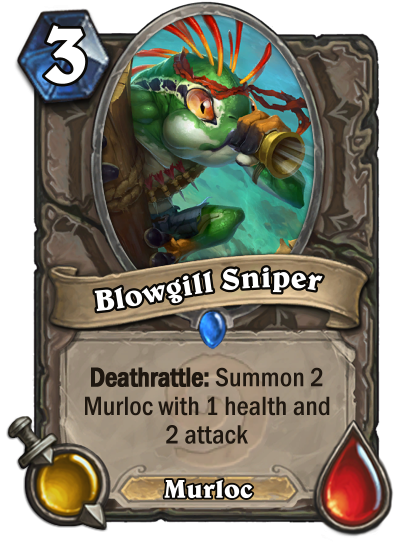 3
Blowgill Sniper
Deathrattle: Summon 2
Murloc with 1 health and
2 attack
Murloc